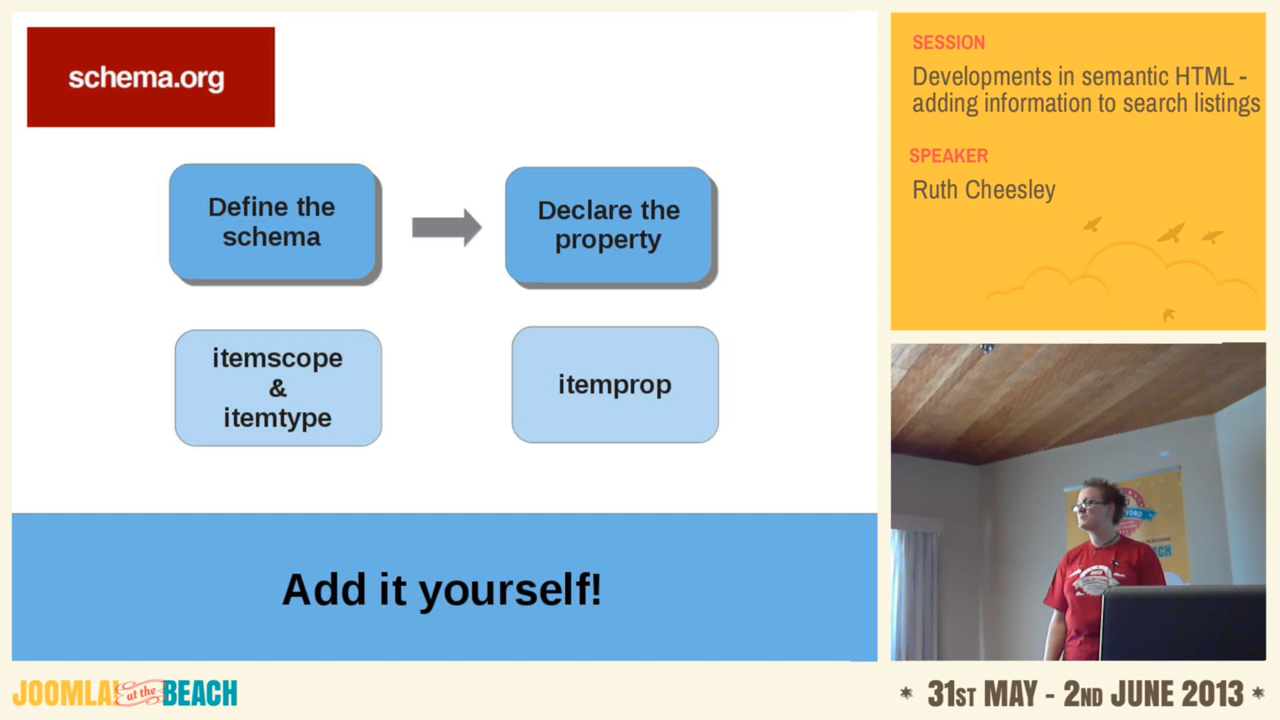 schema.org
Define the
schema
Declare the
property
itemscope
&
itemtype
itemprop
Add it yourself!
SESSION
Developments in semantic HTML -
adding information to search listings
SPEAKER
Ruth Cheesley
JOOMLA! at the BEACH
* 31ST MAY - 2ND JUNE 2013 *